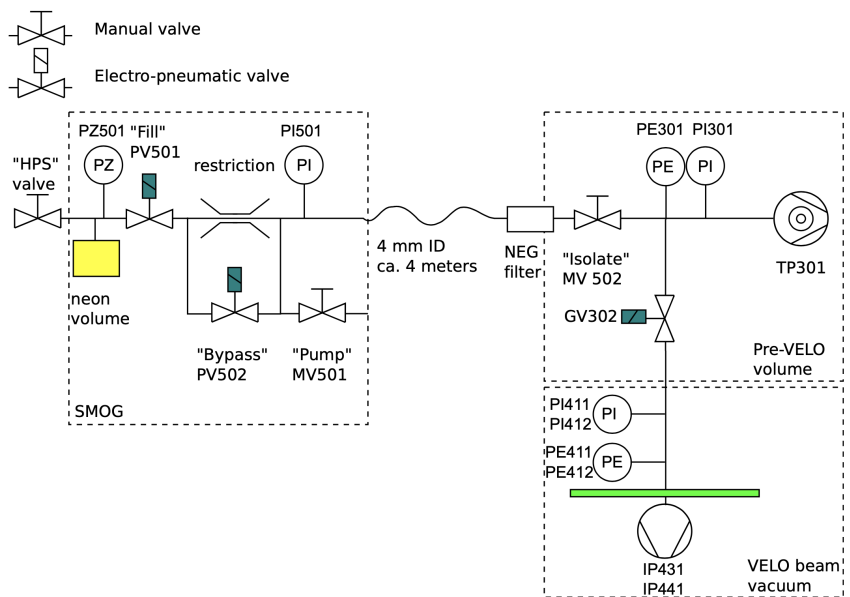 Manual valve
Electro-pneumatic valve
"HPS"
valve
PZ501
PZ
"Fill"
PV501
restriction
PI501
PI
neon
volume
"Bypass"
PV502
"Pump"
MV501
SMOG
4 mm ID
ca. 4 meters
NEG
filter
"Isolate"
MV 502
PE301
PE
PI301
PI
TP301
GV302
Pre-VELO
volume
PI411
PI412
PI
PE411
PE412
PE
IP431
IP441
VELO beam
vacuum